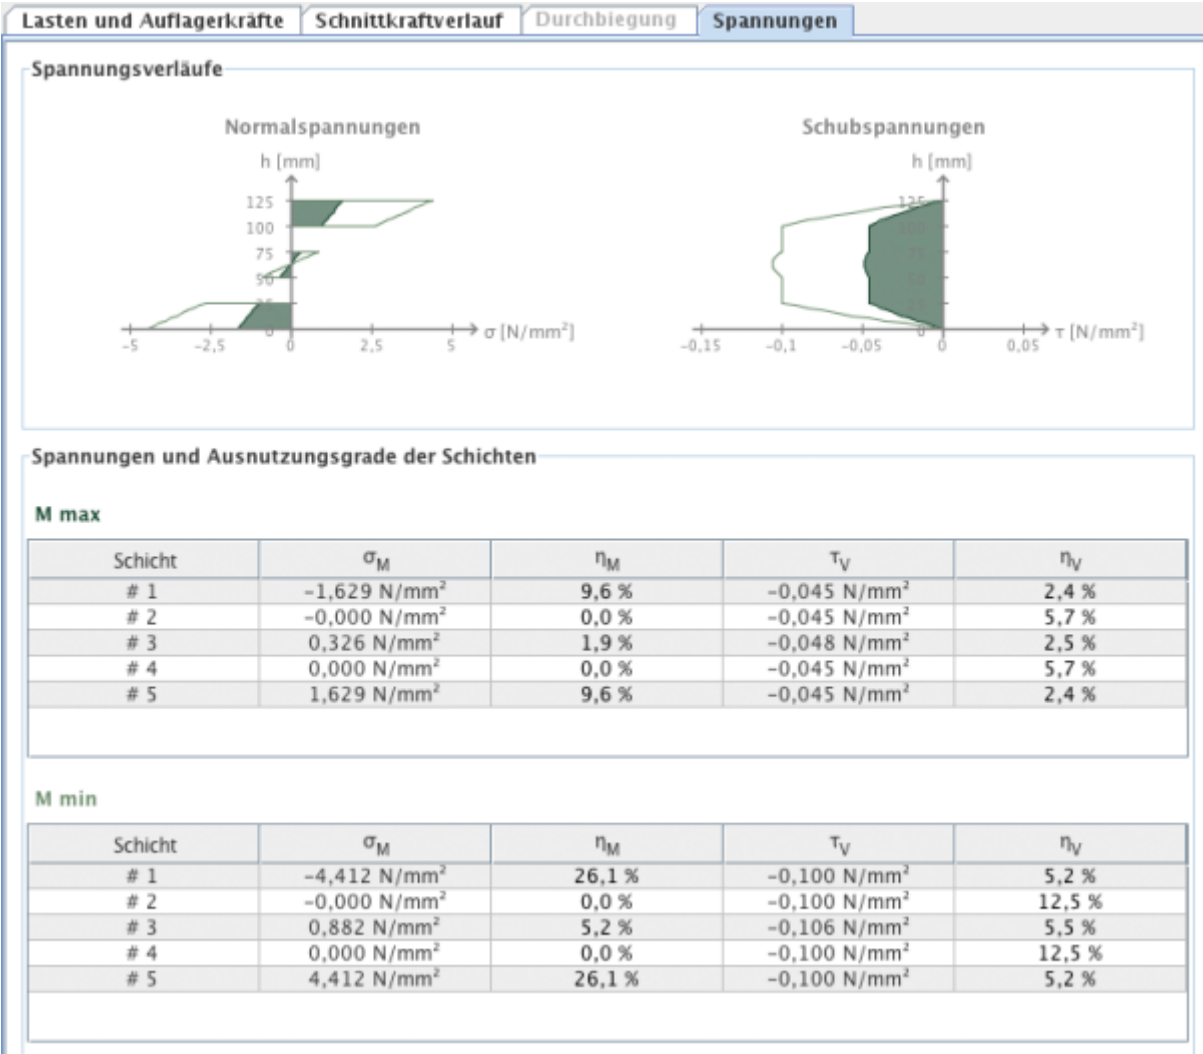 Lasten und Auflagerkräfte Schnittkraftverlauf Durchbiegung Spannungen
Spannungsverläufe
Normalspannungen Schubspannungen
h [mm] h [mm]
125 125
100 100
75 75
50 50
25 25
0 σ [N/mm²] 0 τ [N/mm²]
-5 -2,5 0 2,5 5 -0,15 -0,1 -0,05 0 0,05
Spannungen und Ausnutzungsgrade der Schichten
M max
Schicht σM ηM τV ηV
# 1 -1,629 N/mm² 9,6 % -0,045 N/mm² 2,4 %
# 2 -0,000 N/mm² 0,0 % -0,045 N/mm² 5,7 %
# 3 0,326 N/mm² 1,9 % -0,048 N/mm² 2,5 %
# 4 0,000 N/mm² 0,0 % -0,045 N/mm² 5,7 %
# 5 1,629 N/mm² 9,6 % -0,045 N/mm² 2,4 %
M min
Schicht σM ηM τV ηV
# 1 -4,412 N/mm² 26,1 % -0,100 N/mm² 5,2 %
# 2 -0,000 N/mm² 0,0 % -0,100 N/mm² 12,5 %
# 3 0,882 N/mm² 5,2 % -0,106 N/mm² 5,5 %
# 4 0,000 N/mm² 0,0 % -0,100 N/mm² 12,5 %
# 5 4,412 N/mm² 26,1 % -0,100 N/mm² 5,2 %